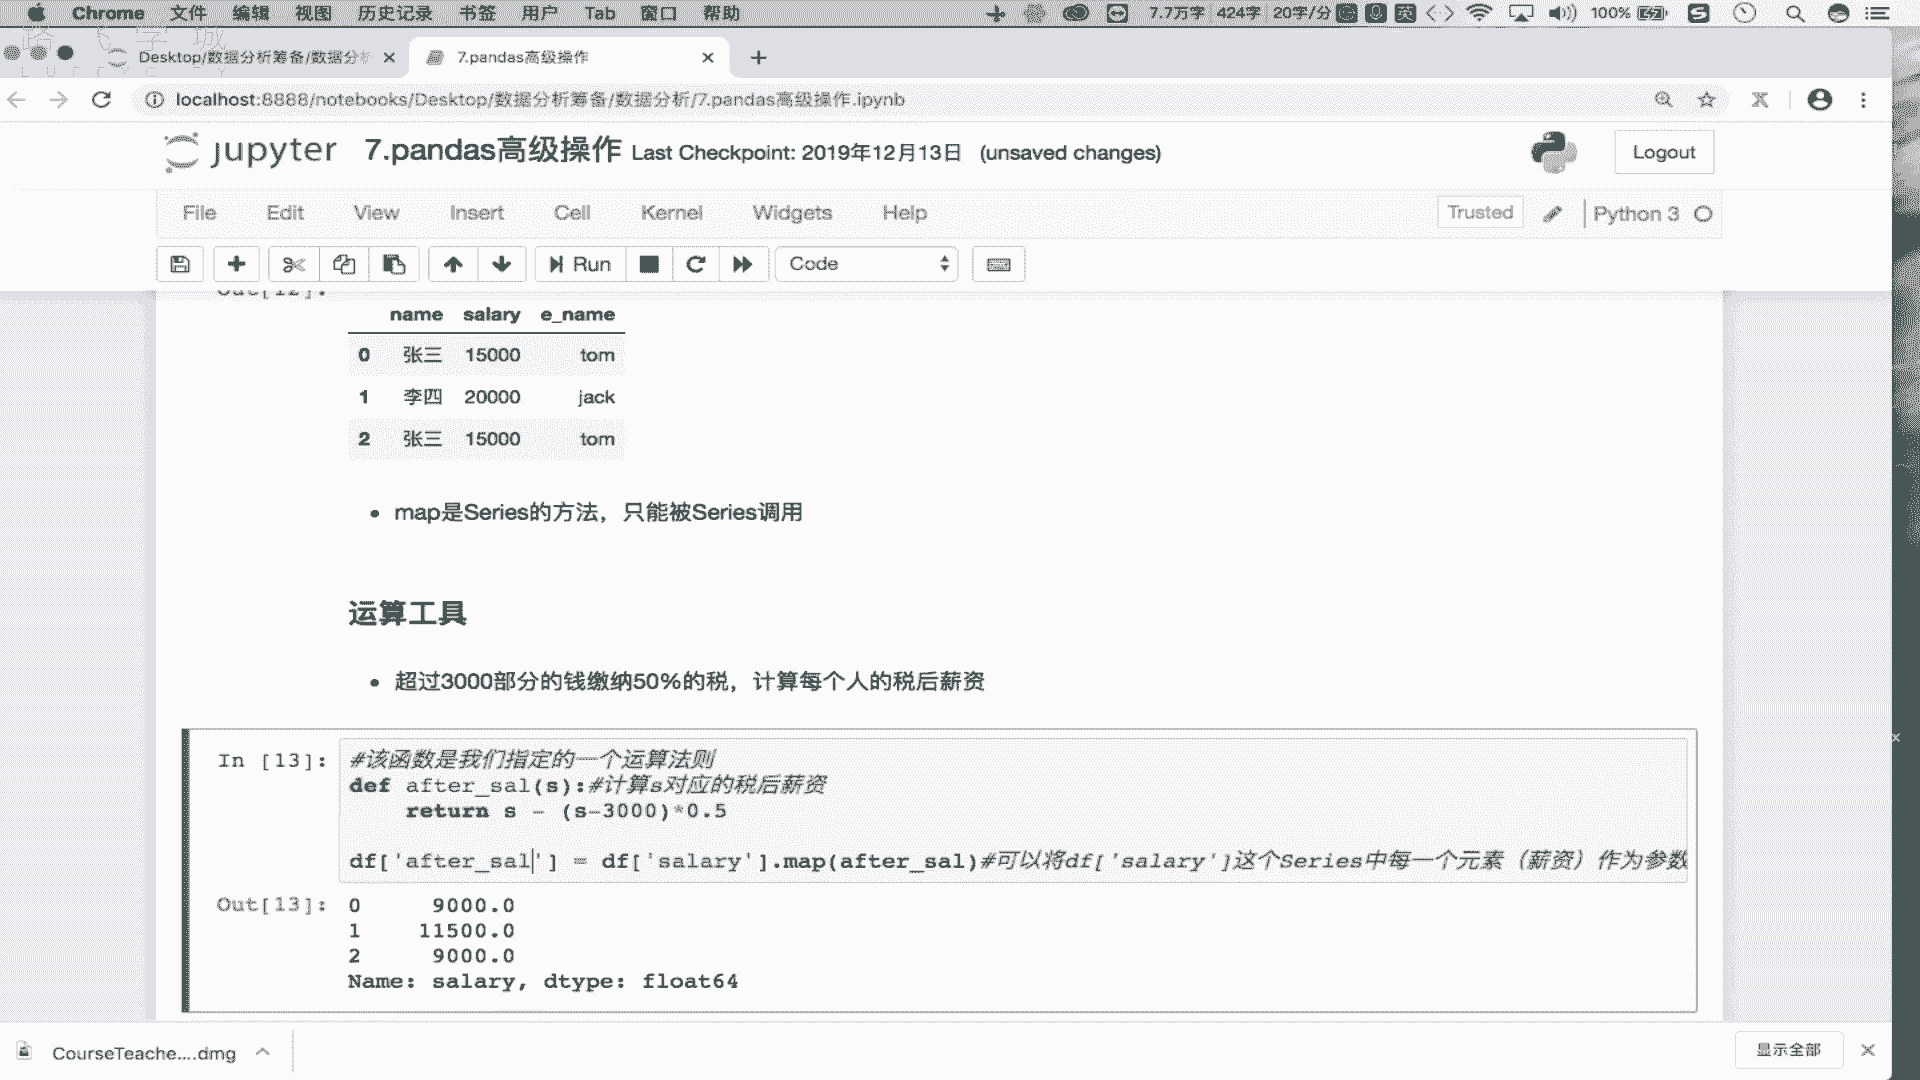 Chrome 文件 编辑 视图 历史记录 书签 用户 Tab 窗口 帮助 7.7万字 424字 20字/分 英 100%
Desktop/数据分析筹备/数据分析
7.pandas高级操作
localhost:8888/notebooks/Desktop/数据分析筹备/数据分析/7.pandas高级操作.ipynb
jupyter 7.pandas高级操作 Last Checkpoint: 2019年12月13日 (unsaved changes)
Logout
File Edit View Insert Cell Kernel Widgets Help
Trusted Python 3
Run Code
Out[12]:
name salary e_name
0 张三 15000 tom
1 李四 20000 jack
2 张三 15000 tom
map是Series的方法，只能被Series调用
运算工具
超过3000部分的钱缴纳50%的税，计算每个人的税后薪资
In [13]: #该函数是我们指定的一个运算法则
def after_sal(s):#计算s对应的税后薪资
return s - (s-3000)*0.5
df['after_sal'] = df['salary'].map(after_sal)#可以将df['salary']这个Series中每一个元素（薪资）作为参数
Out[13]: 0 9000.0
1 11500.0
2 9000.0
Name: salary, dtype: float64
CourseTeache....dmg
显示全部